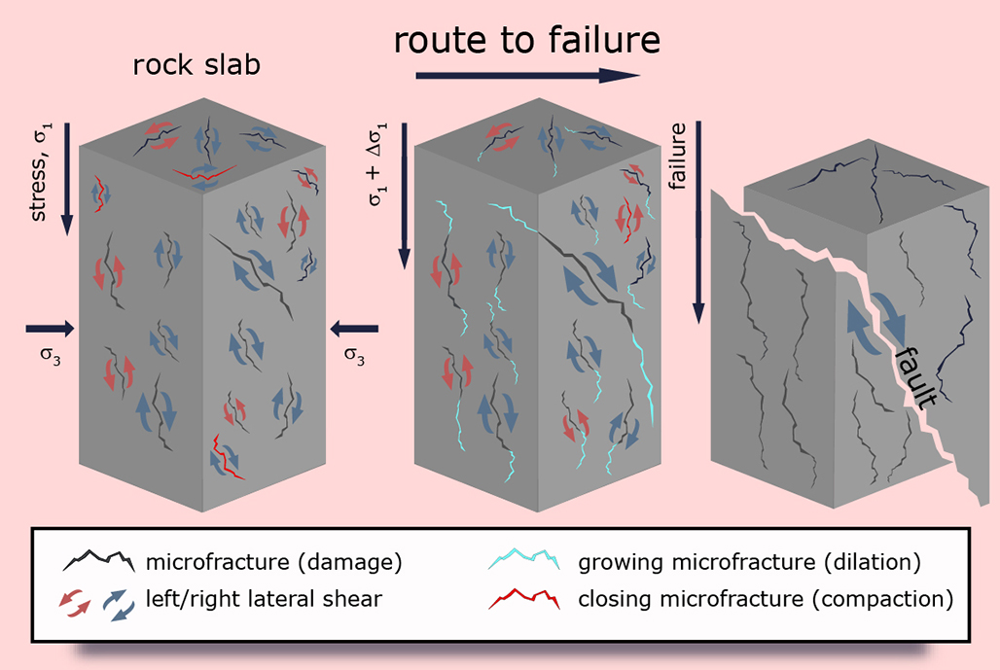 route to failure
rock slab
stress, σ1
σ3
σ3
σ1 + Δσ1
failure
fault
microfracture (damage)
growing microfracture (dilation)
left/right lateral shear
closing microfracture (compaction)